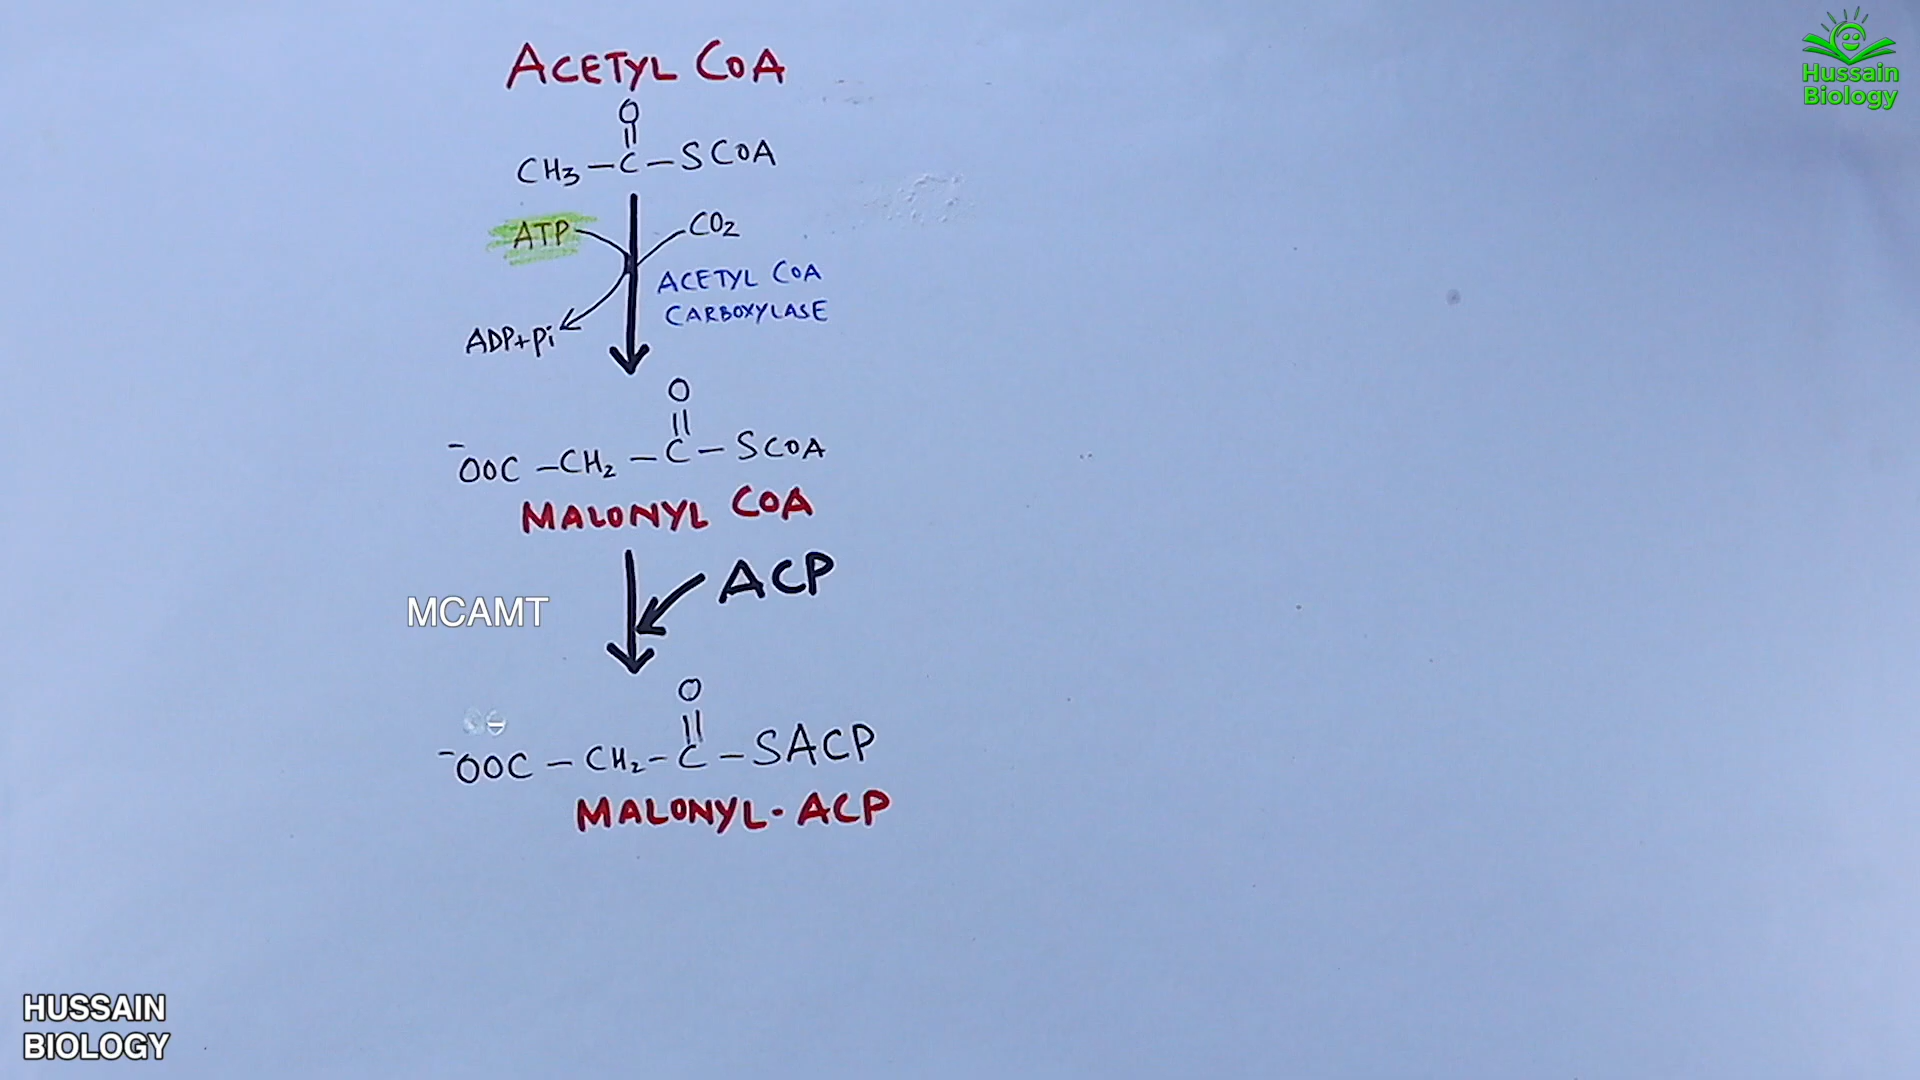 ACETYL COA
O
CH3 – C – SCOA
ATP
CO2
ACETYL COA
CARBOXYLASE
ADP+Pi
O
⁻OOC – CH2 – C – SCOA
MALONYL COA
ACP
MCAMT
O
⁻OOC – CH2 – C – SACP
MALONYL-ACP
Hussain
Biology
HUSSAIN
BIOLOGY